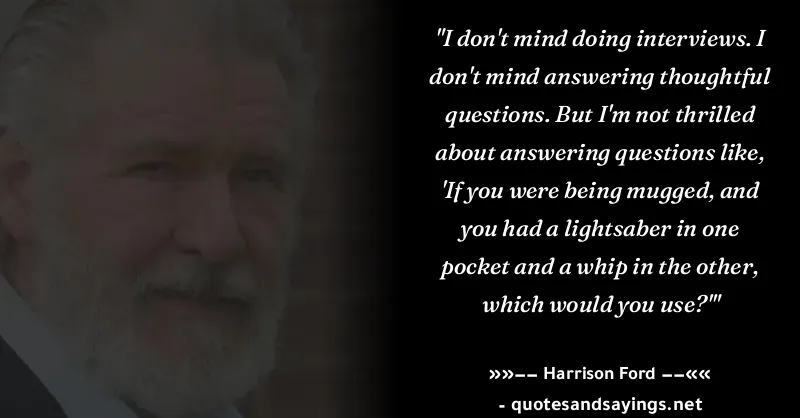 "I don't mind doing interviews. I
don't mind answering thoughtful
questions. But I'm not thrilled
about answering questions like,
'If you were being mugged, and
you had a lightsaber in one
pocket and a whip in the other,
which would you use?'"
»»−− Harrison Ford −−««
- quotesandsayings.net